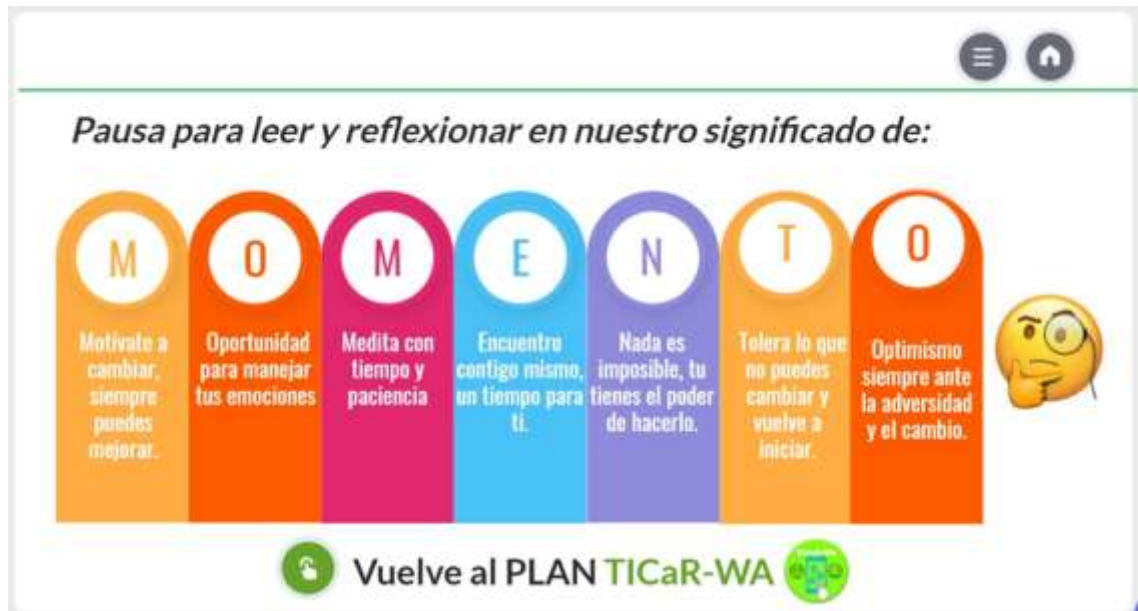 Pausa para leer y reflexionar en nuestro significado de:
M
Motívate a
cambiar,
siempre
puedes
mejorar.
O
Oportunidad
para manejar
tus emociones
M
Medita con
tiempo y
paciencia
E
Encuentro
contigo mismo,
un tiempo para
ti.
N
Nada es
imposible, tu
tienes el poder
de hacerlo.
T
Tolera lo que
no puedes
cambiar y
vuelve a
iniciar.
O
Optimismo
siempre ante
la adversidad
y el cambio.
Vuelve al PLAN TICaR-WA